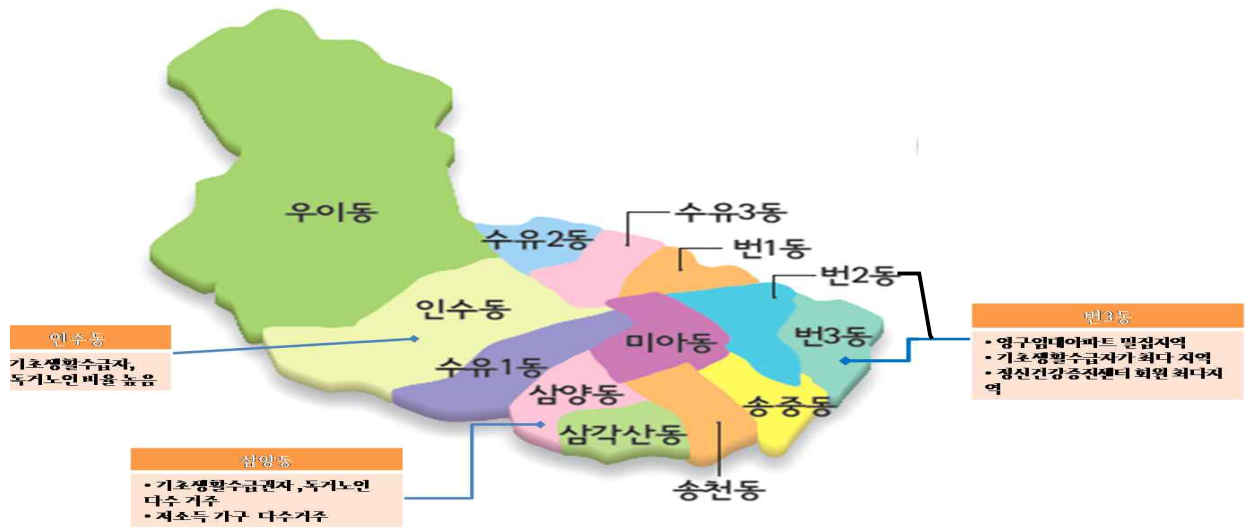 우이동
수유2동
수유3동
번1동
번2동
번3동
인수동
미아동
수유1동
삼양동
송중동
삼각산동
송천동
인수동
기초생활수급자,
독거노인 비율 높음
삼양동
• 기초생활수급권자 ,독거노인
다수 거주
• 저소득 가구 다수거주
번3동
• 영구임대아파트 밀집지역
• 기초생활수급자가 최다 지역
• 정신건강증진센터 회원 최다지
역